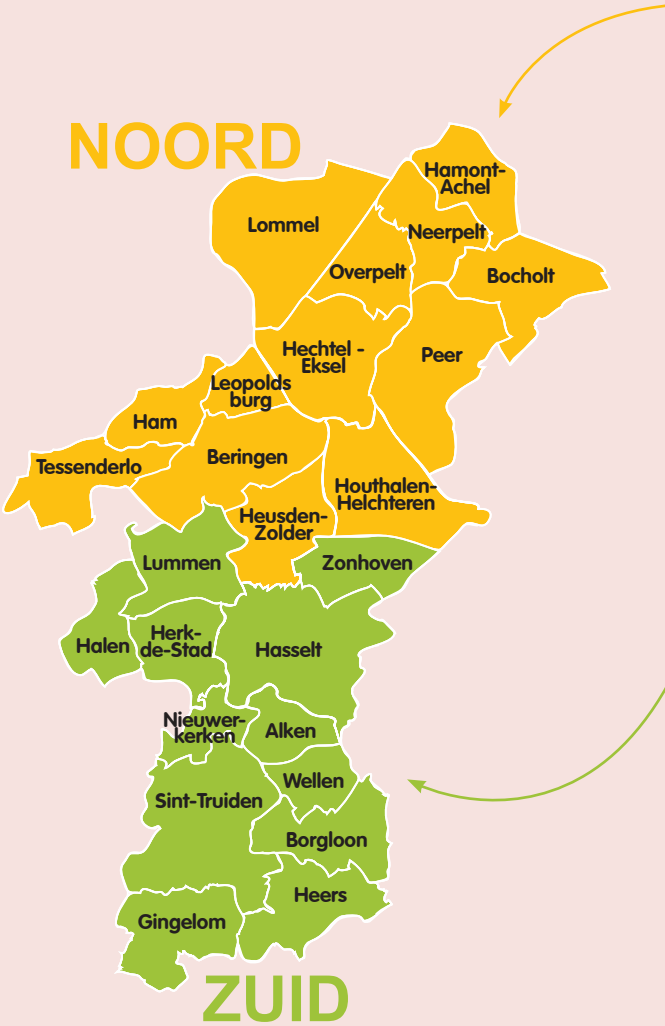 NOORD
Hamont-
Achel
Lommel
Neerpelt
Overpelt
Bocholt
Hechtel -
Eksel
Peer
Leopolds
burg
Ham
Beringen
Tessenderlo
Houthalen-
Helchteren
Heusden-
Zolder
Lummen
Zonhoven
Herk-
de-Stad
Halen
Hasselt
Nieuwer-
kerken
Alken
Wellen
Sint-Truiden
Borgloon
Heers
Gingelom
ZUID